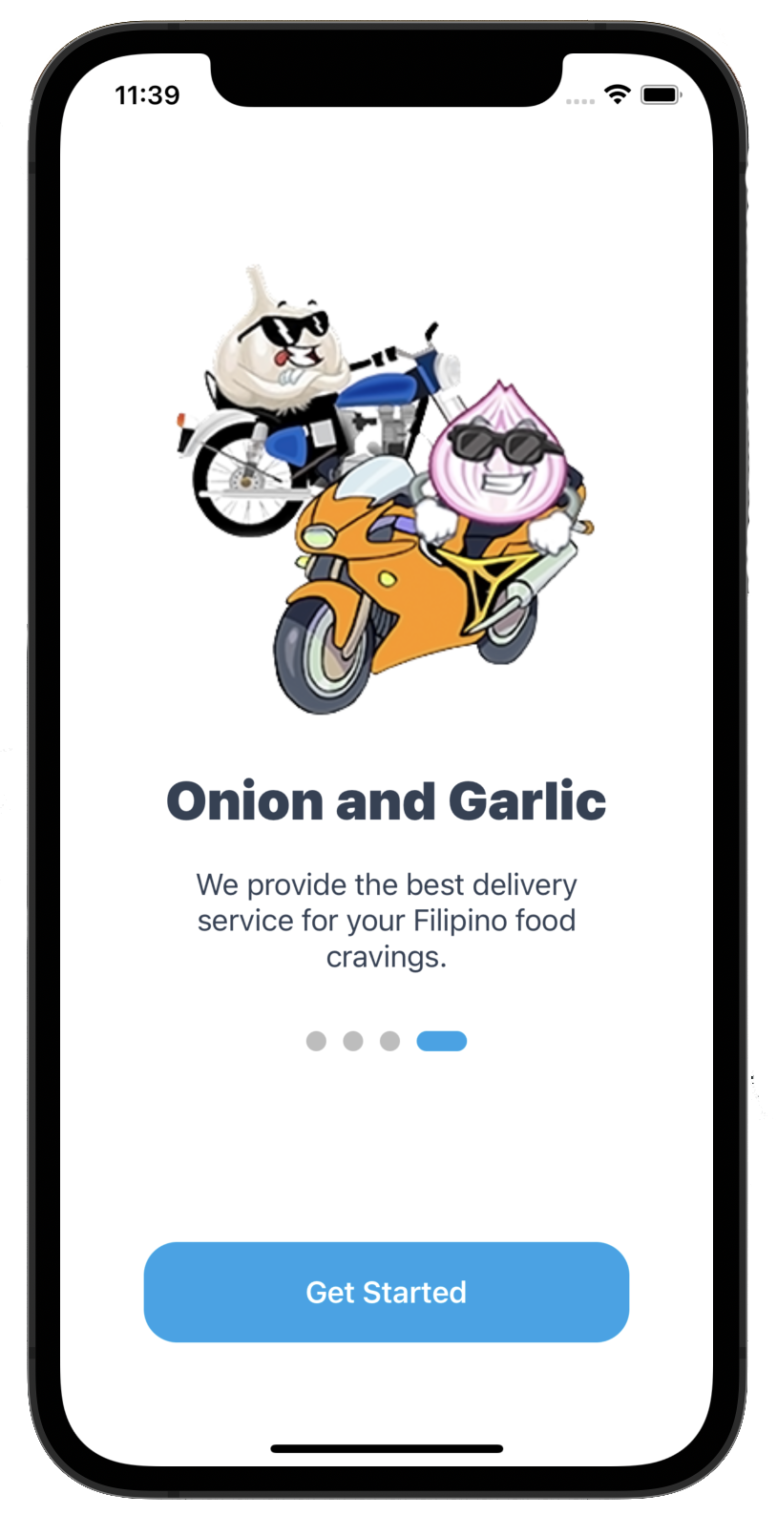 11:39
Onion and Garlic
We provide the best delivery
service for your Filipino food
cravings.
Get Started